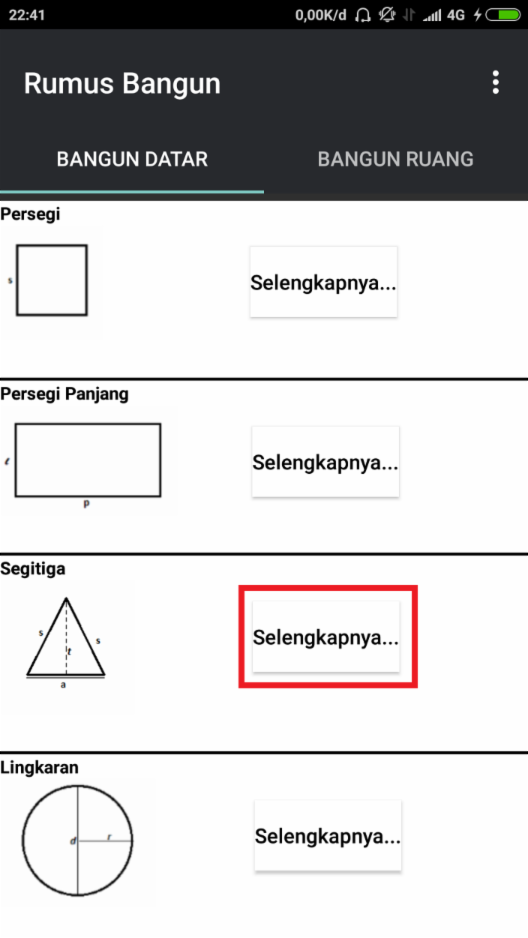 22:41 0,00K/d 4G
Rumus Bangun
BANGUN DATAR BANGUN RUANG
Persegi
s
Selengkapnya...
Persegi Panjang
ℓ
p
Selengkapnya...
Segitiga
s s
t
a
Selengkapnya...
Lingkaran
d r
Selengkapnya...